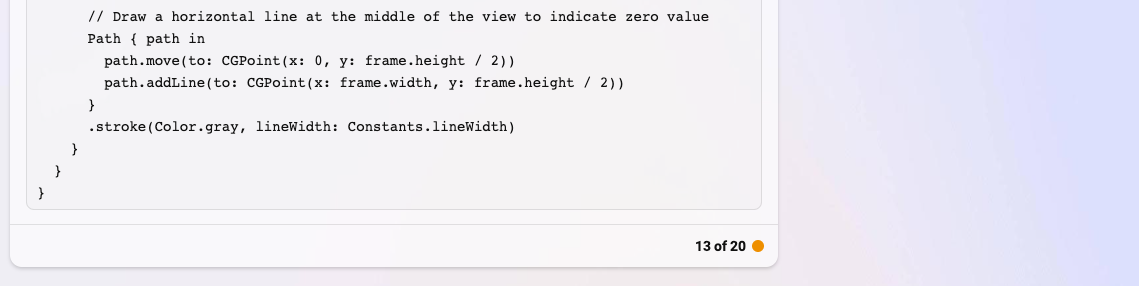 // Draw a horizontal line at the middle of the view to indicate zero value
Path { path in
path.move(to: CGPoint(x: 0, y: frame.height / 2))
path.addLine(to: CGPoint(x: frame.width, y: frame.height / 2))
}
.stroke(Color.gray, lineWidth: Constants.lineWidth)
}
}
}
13 of 20